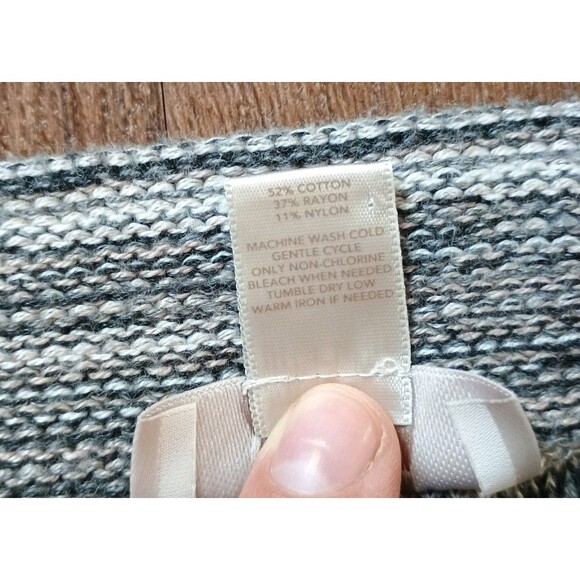 52% COTTON
37% RAYON
11% NYLON
MACHINE WASH COLD
GENTLE CYCLE
ONLY NON-CHLORINE
BLEACH WHEN NEEDED
TUMBLE DRY LOW
WARM IRON IF NEEDED